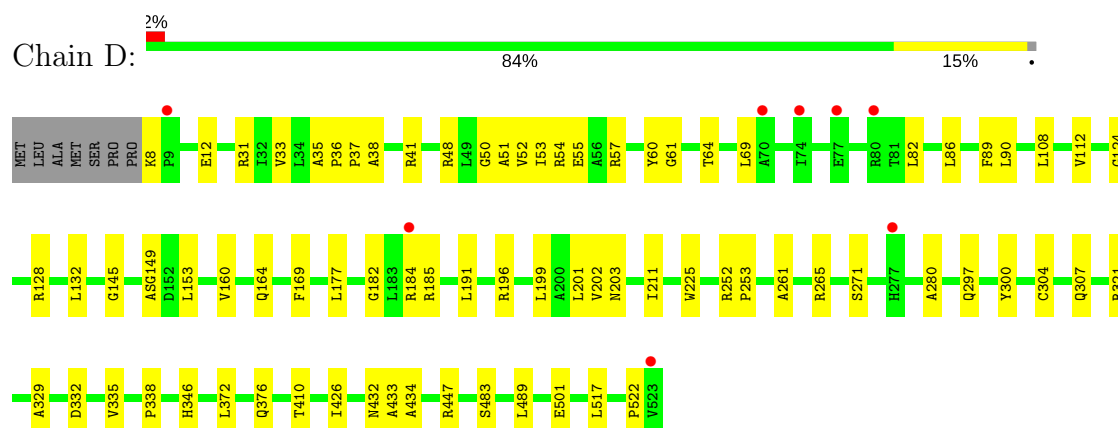 2%
Chain D:
84% 15% •
MET LEU ALA MET SER PRO PRO K8 P9 E12 R31 I32 V33 L34 A35 P36 P37 A38 R41 R48 L49 G50 A51 V52 I53 R54 E55 A56 R57 Y60 G61 T64 L69 A70 I74 E77 R80 T81 L82 L86 F89 L90 L108 V112 G124
R128 L132 G145 ASG149 D152 L153 V160 Q164 F169 L177 G182 L183 R184 R185 L191 R196 L199 A200 L201 V202 N203 I211 W225 R252 P253 A261 R265 S271 H277 A280 Q297 Y300 C304 Q307
A329 D332 V335 P338 H346 L372 Q376 T410 I426 N432 A433 A434 R447 S483 L489 E501 L517 P522 V523